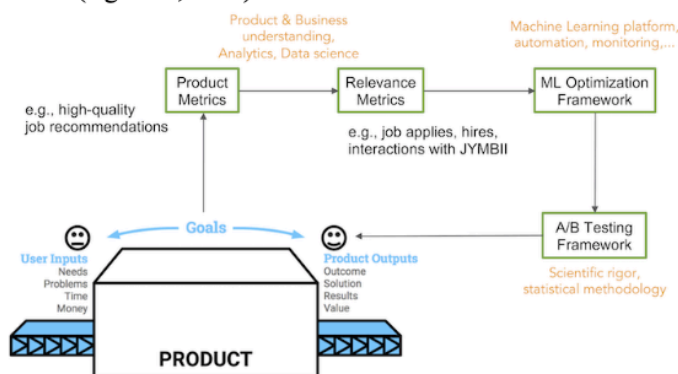 Product & Business
understanding,
Analytics, Data science
Machine Learning platform,
automation, monitoring,...
Product
Metrics
Relevance
Metrics
ML Optimization
Framework
e.g., high-quality
job recommendations
e.g., job applies, hires,
interactions with JYMBII
Goals
A/B Testing
Framework
User Inputs
Needs
Problems
Time
Money
Product Outputs
Outcome
Solution
Results
Value
Scientific rigor,
statistical methodology
PRODUCT